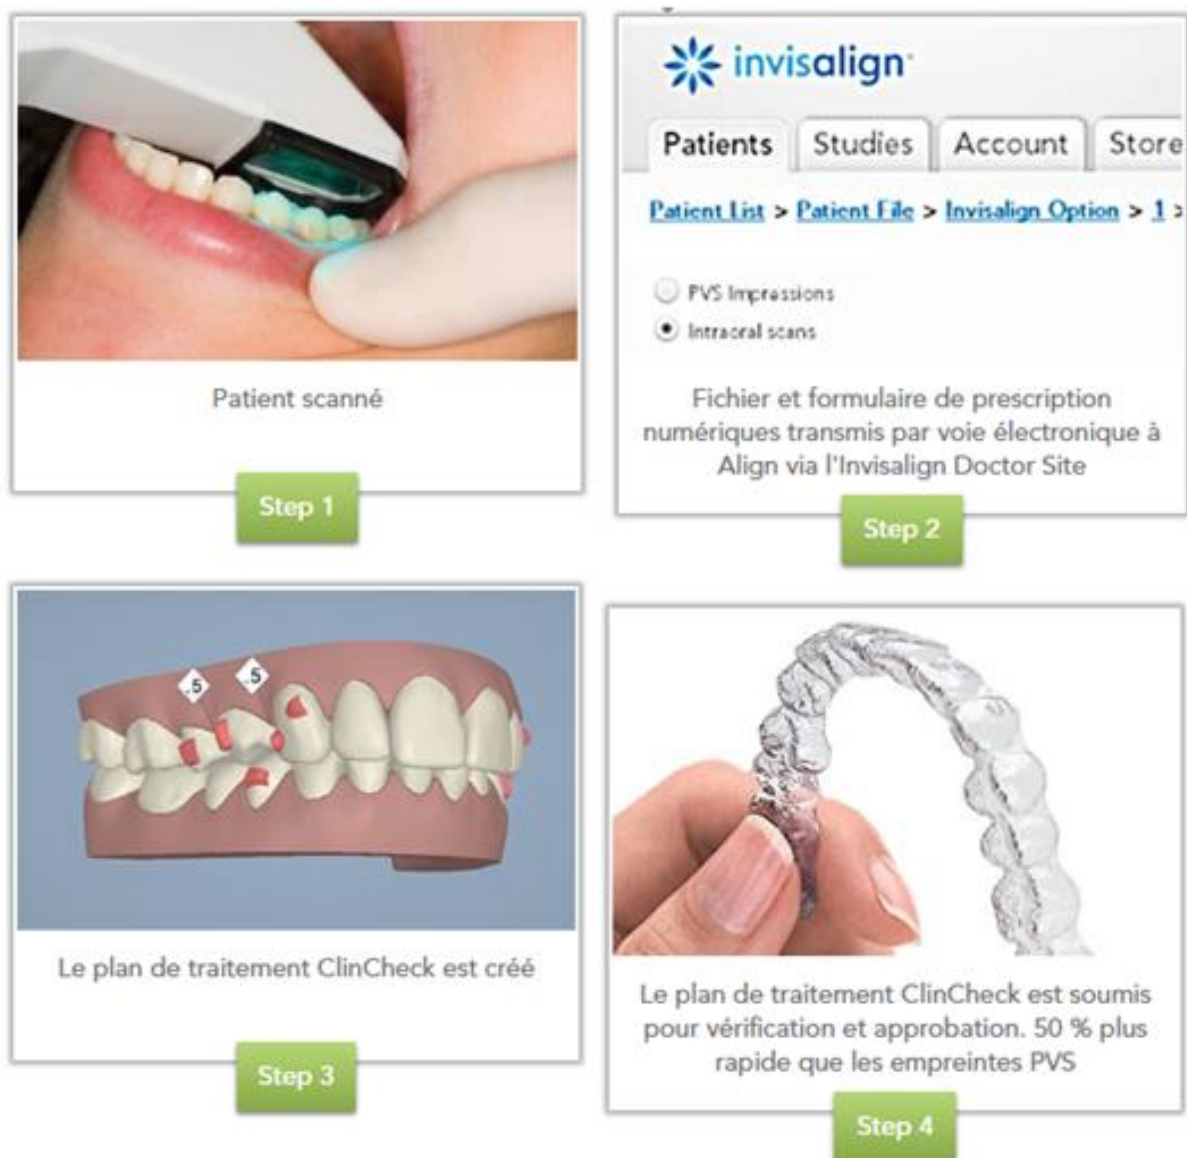 Patient scanné
Step 1
invisalign
Patients
Studies
Account
Store
Patient List > Patient File > Invisalign Option > 1 >
PVS Impressions
Intraoral scans
Fichier et formulaire de prescription
numériques transmis par voie électronique à
Align via l'Invisalign Doctor Site
Step 2
.5
.5
Le plan de traitement ClinCheck est créé
Step 3
Le plan de traitement ClinCheck est soumis
pour vérification et approbation. 50 % plus
rapide que les empreintes PVS
Step 4